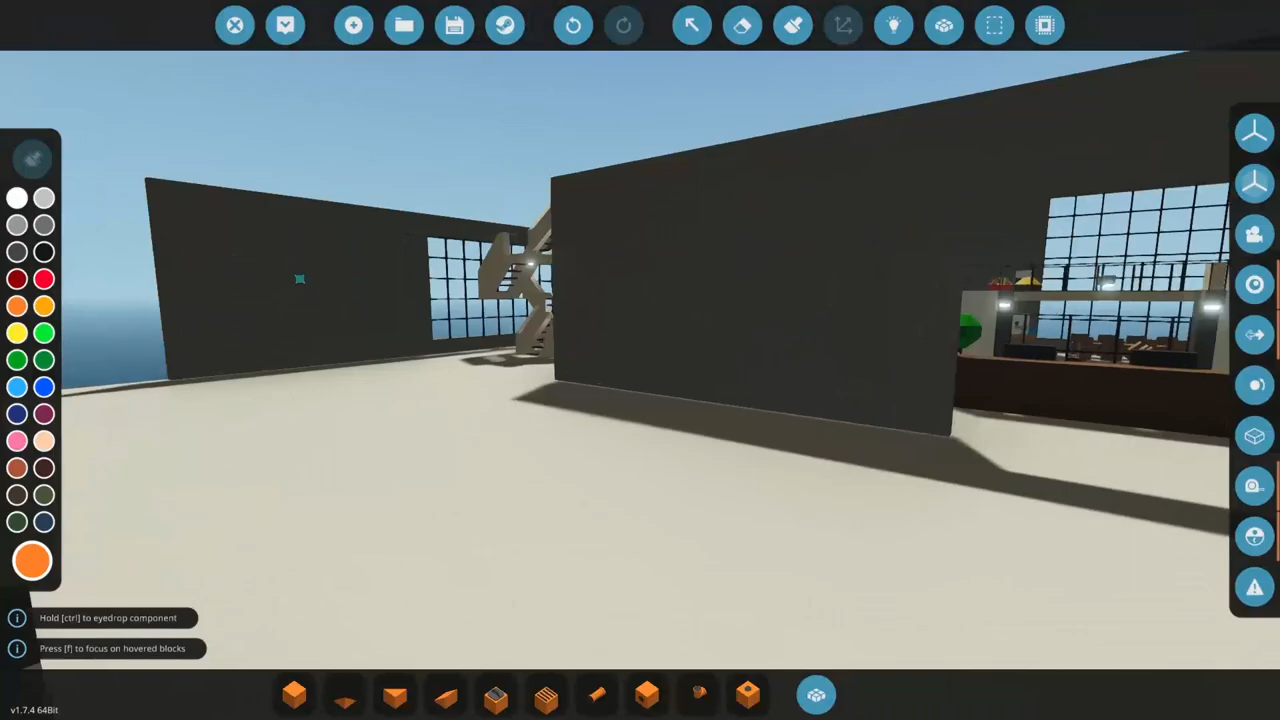 Hold [ctrl] to eyedrop component
Press [f] to focus on hovered blocks
v1.7.4 64Bit